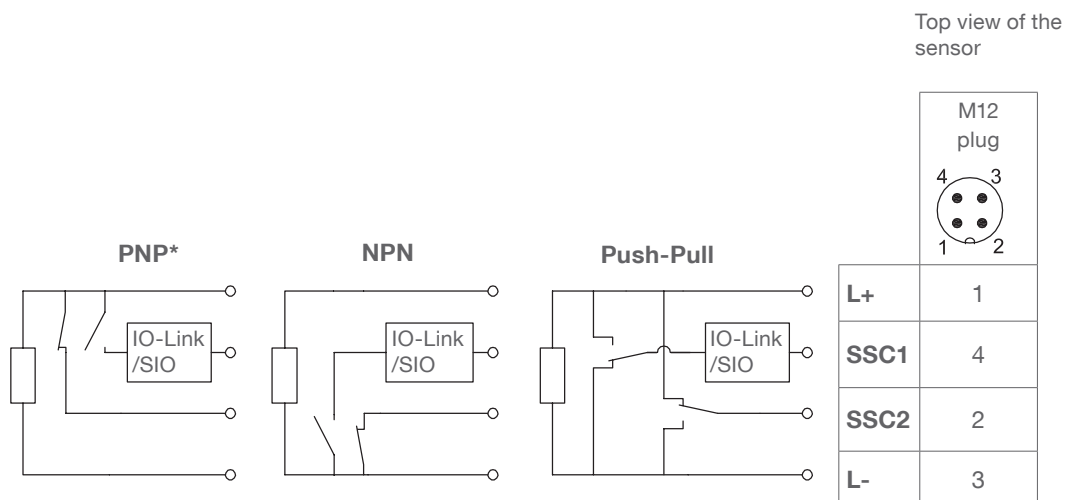 Top view of the
sensor
M12
plug
4 3
1 2
PNP*
NPN
Push-Pull
IO-Link
/SIO
IO-Link
/SIO
IO-Link
/SIO
L+ 1
SSC1 4
SSC2 2
L- 3